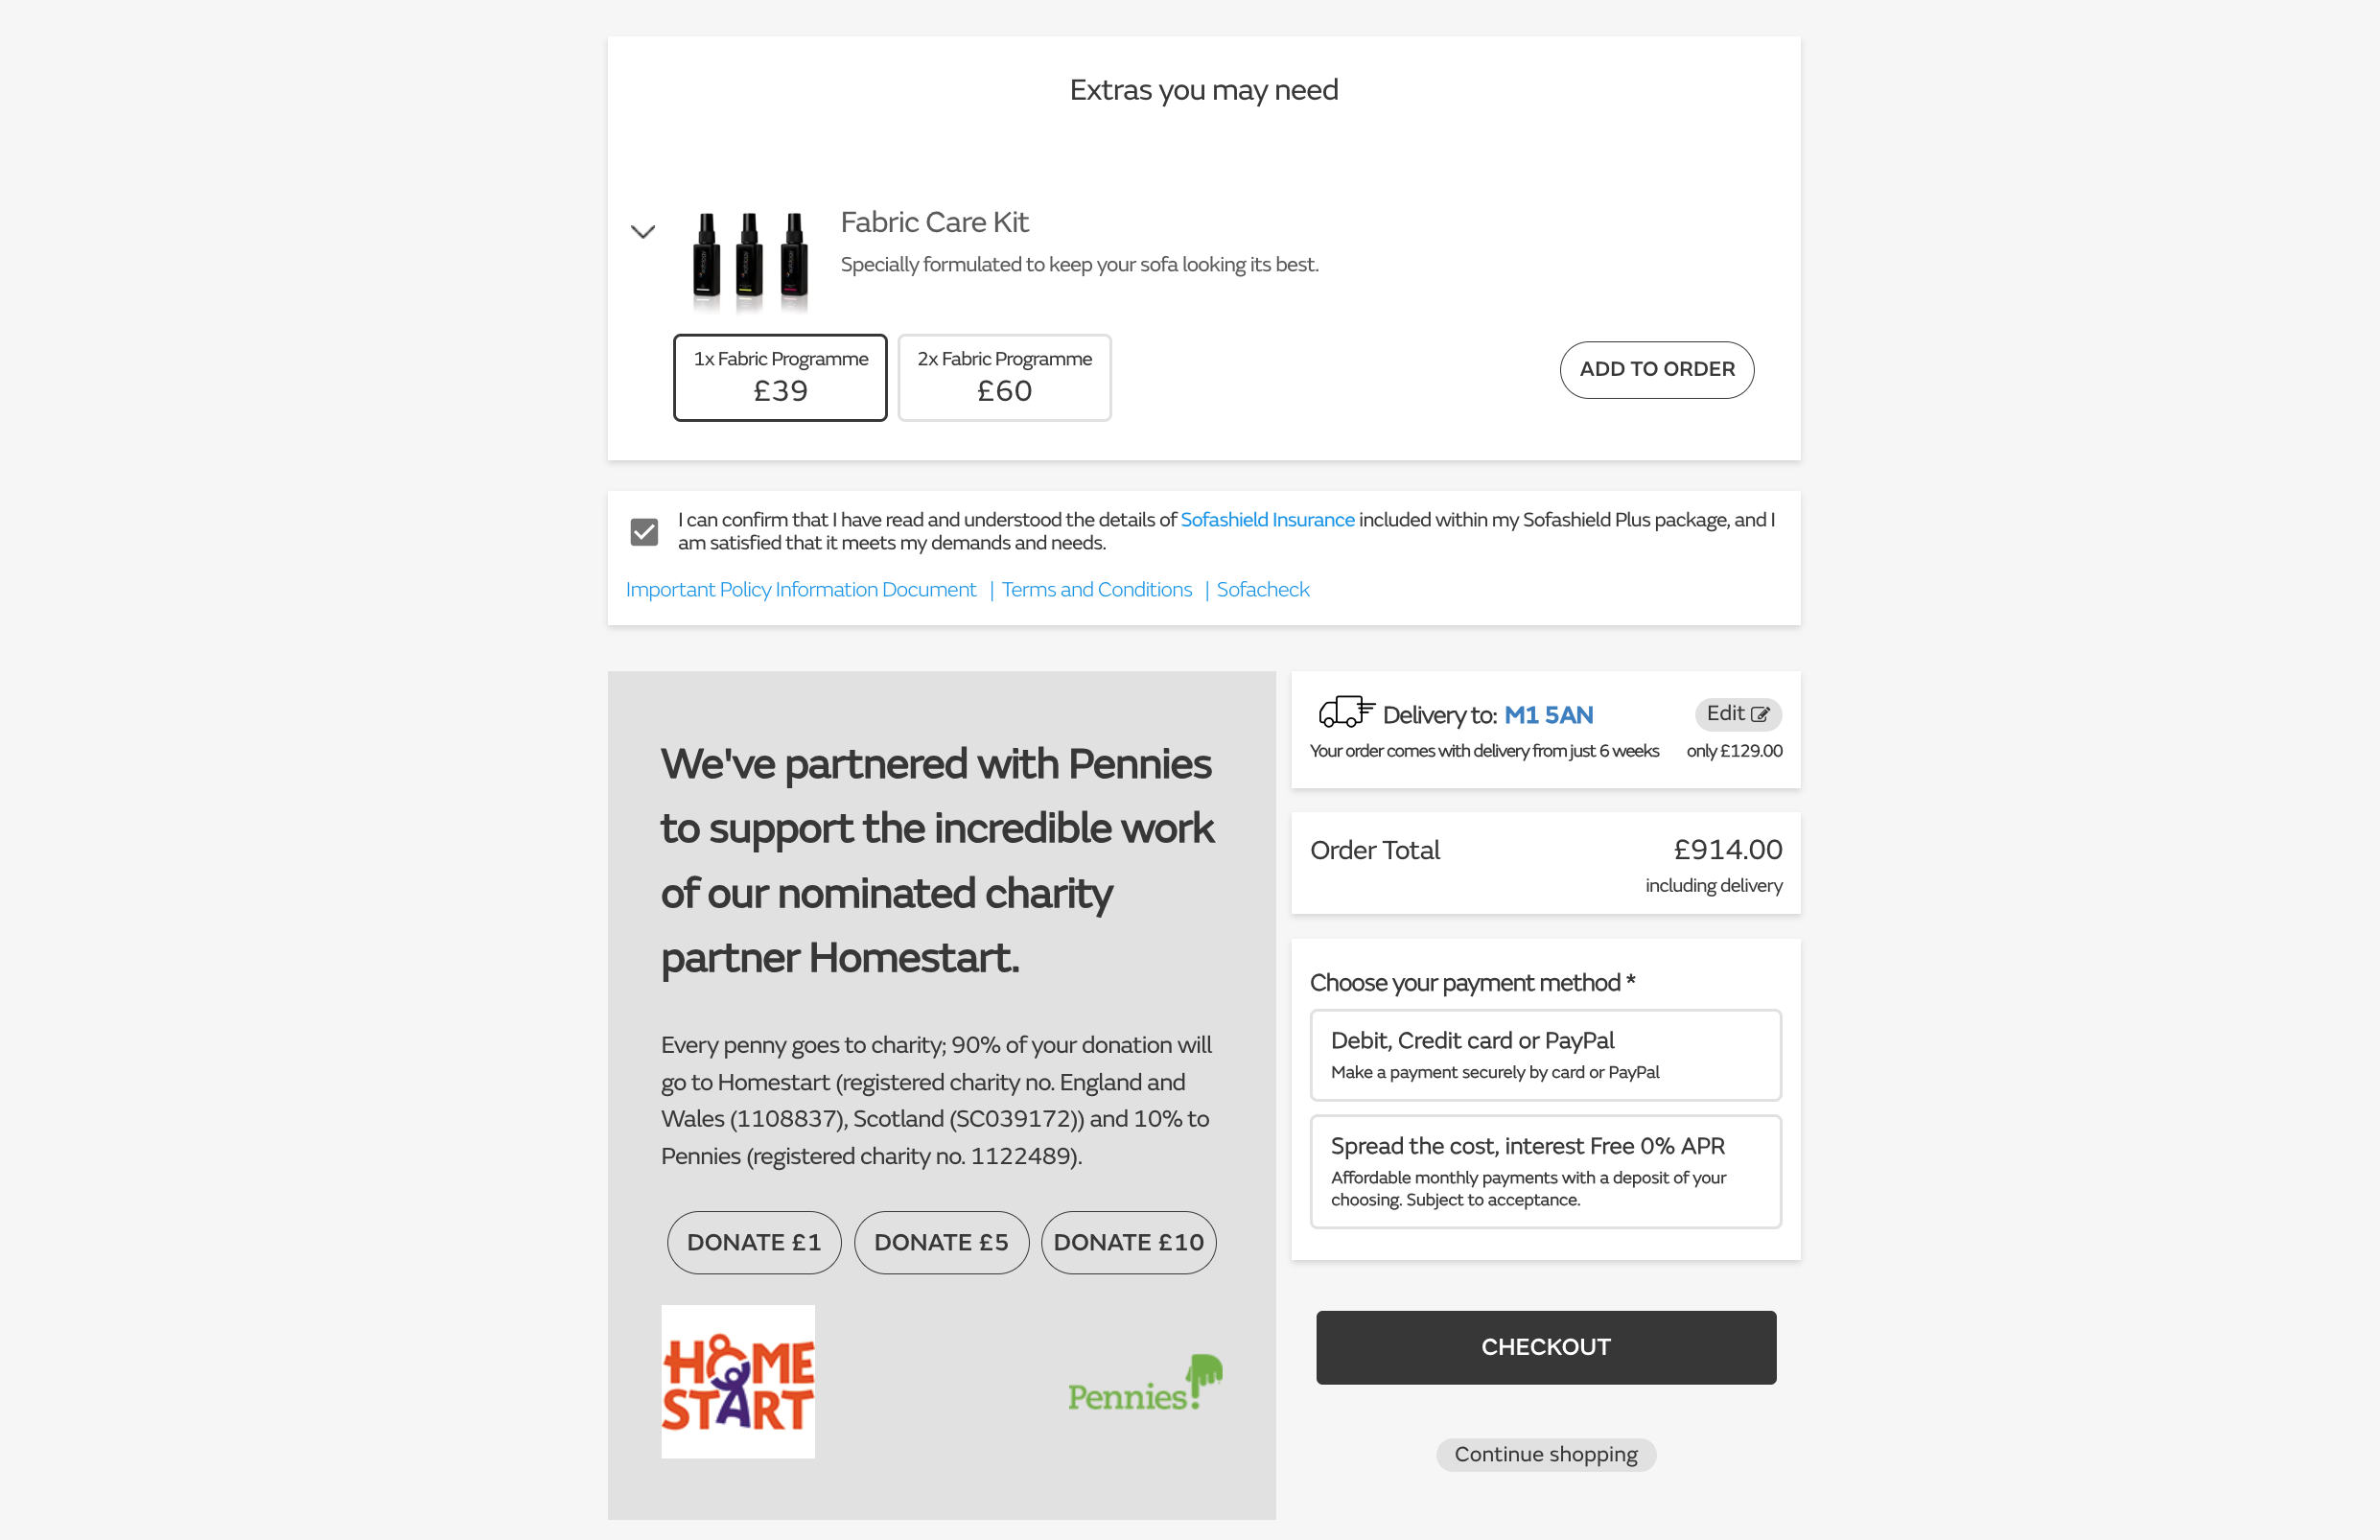 Extras you may need
Fabric Care Kit
Specially formulated to keep your sofa looking its best.
1x Fabric Programme
£39
2x Fabric Programme
£60
ADD TO ORDER
I can confirm that I have read and understood the details of Sofashield Insurance included within my Sofashield Plus package, and I
am satisfied that it meets my demands and needs.
Important Policy Information Document | Terms and Conditions | Sofacheck
We've partnered with Pennies
to support the incredible work
of our nominated charity
partner Homestart.
Every penny goes to charity; 90% of your donation will
go to Homestart (registered charity no. England and
Wales (1108837), Scotland (SC039172)) and 10% to
Pennies (registered charity no. 1122489).
DONATE £1
DONATE £5
DONATE £10
HOME
START
Pennies
Delivery to: M1 5AN
Edit
Your order comes with delivery from just 6 weeks
only £129.00
Order Total
£914.00
including delivery
Choose your payment method *
Debit, Credit card or PayPal
Make a payment securely by card or PayPal
Spread the cost, interest Free 0% APR
Affordable monthly payments with a deposit of your
choosing. Subject to acceptance.
CHECKOUT
Continue shopping